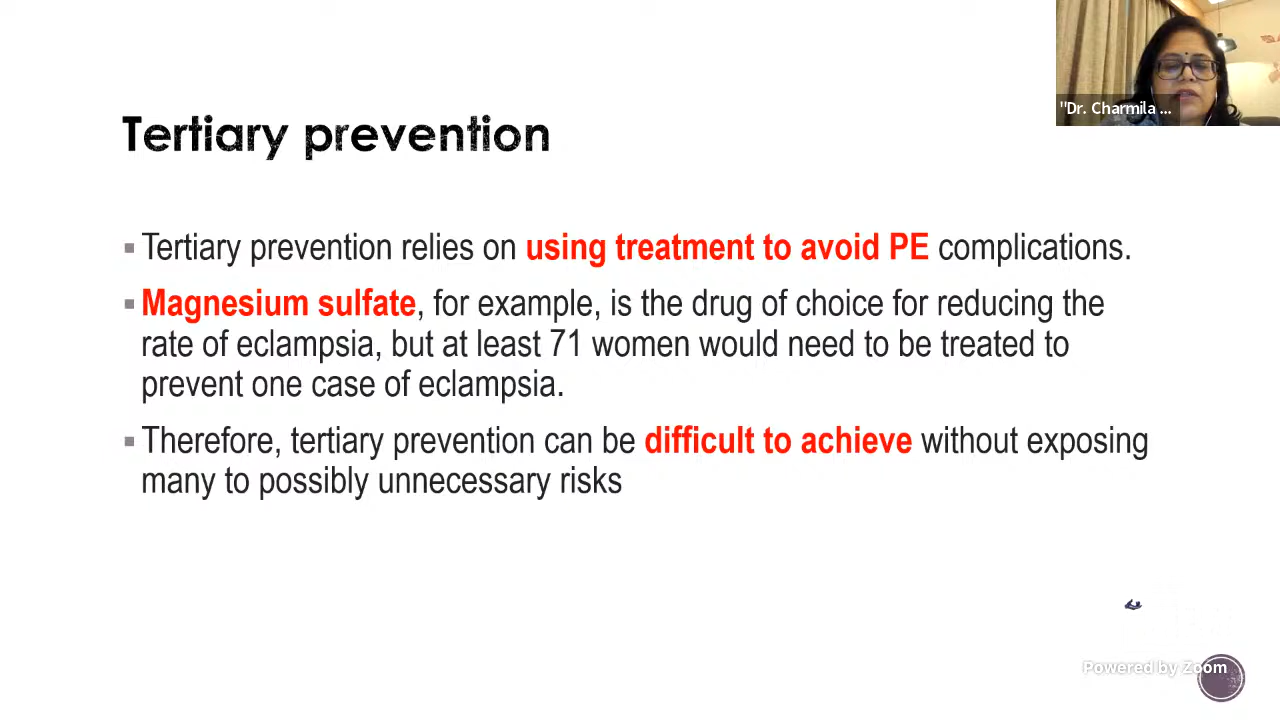 "Dr. Charmila ...
Tertiary prevention
▪ Tertiary prevention relies on using treatment to avoid PE complications.
▪ Magnesium sulfate, for example, is the drug of choice for reducing the
rate of eclampsia, but at least 71 women would need to be treated to
prevent one case of eclampsia.
▪ Therefore, tertiary prevention can be difficult to achieve without exposing
many to possibly unnecessary risks
Powered by Zoom